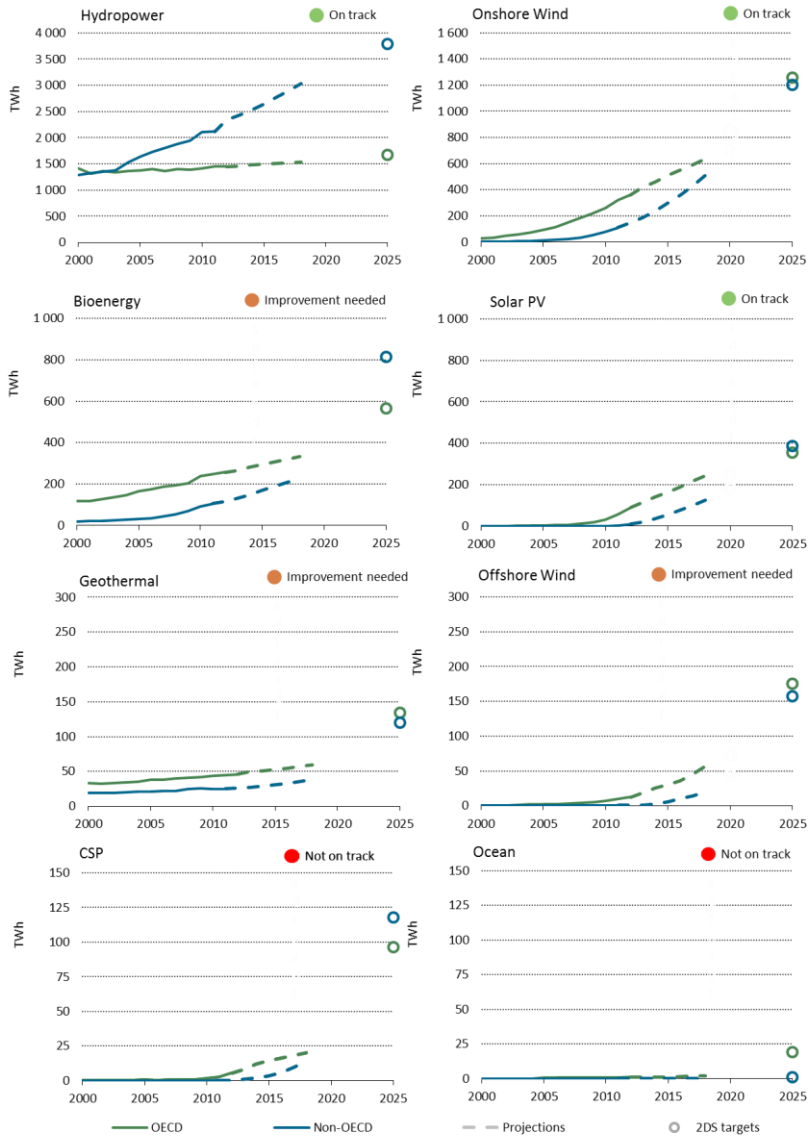 Hydropower
On track
TWh
4 000
3 500
3 000
2 500
2 000
1 500
1 000
500
0
2000 2005 2010 2015 2020 2025
Onshore Wind
On track
TWh
1 600
1 400
1 200
1 000
800
600
400
200
0
2000 2005 2010 2015 2020 2025
Bioenergy
Improvement needed
TWh
1 000
800
600
400
200
0
2000 2005 2010 2015 2020 2025
Solar PV
On track
TWh
1 000
800
600
400
200
0
2000 2005 2010 2015 2020 2025
Geothermal
Improvement needed
TWh
300
250
200
150
100
50
0
2000 2005 2010 2015 2020 2025
Offshore Wind
Improvement needed
TWh
300
250
200
150
100
50
0
2000 2005 2010 2015 2020 2025
CSP
Not on track
TWh
150
125
100
75
50
25
0
2000 2005 2010 2015 2020 2025
Ocean
Not on track
TWh
150
125
100
75
50
25
0
2000 2005 2010 2015 2020 2025
OECD Non-OECD Projections 2DS targets